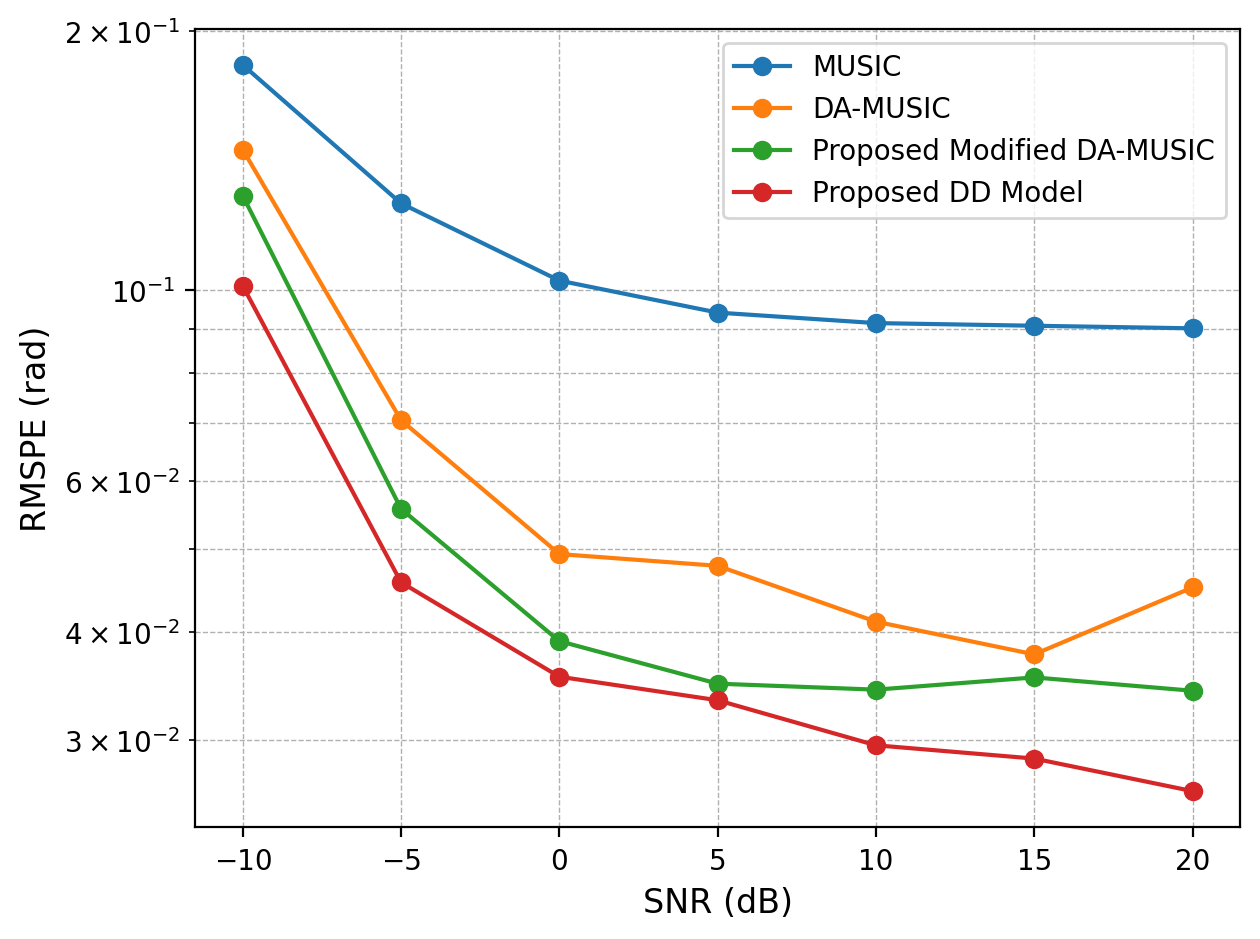 2 × 10⁻¹
10⁻¹
6 × 10⁻²
4 × 10⁻²
3 × 10⁻²
RMSPE (rad)
MUSIC
DA-MUSIC
Proposed Modified DA-MUSIC
Proposed DD Model
−10 −5 0 5 10 15 20
SNR (dB)